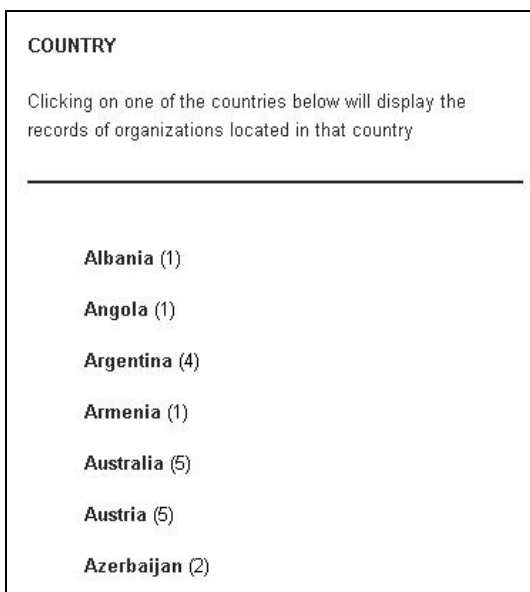 COUNTRY
Clicking on one of the countries below will display the
records of organizations located in that country
Albania (1)
Angola (1)
Argentina (4)
Armenia (1)
Australia (5)
Austria (5)
Azerbaijan (2)